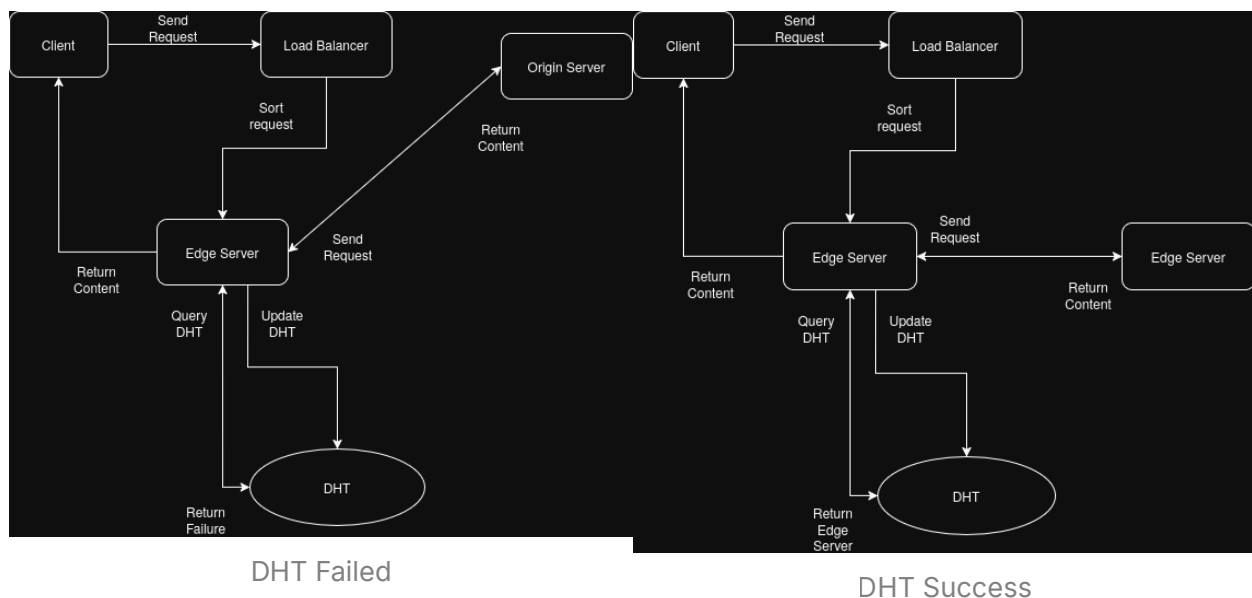 Client
Send
Request
Load Balancer
Origin Server
Sort
request
Return
Content
Edge Server
Send
Request
Return
Content
Query
DHT
Update
DHT
DHT
Return
Failure
DHT Failed
Client
Send
Request
Load Balancer
Sort
request
Send
Request
Edge Server
Edge Server
Return
Content
Return
Content
Query
DHT
Update
DHT
DHT
Return
Edge
Server
DHT Success